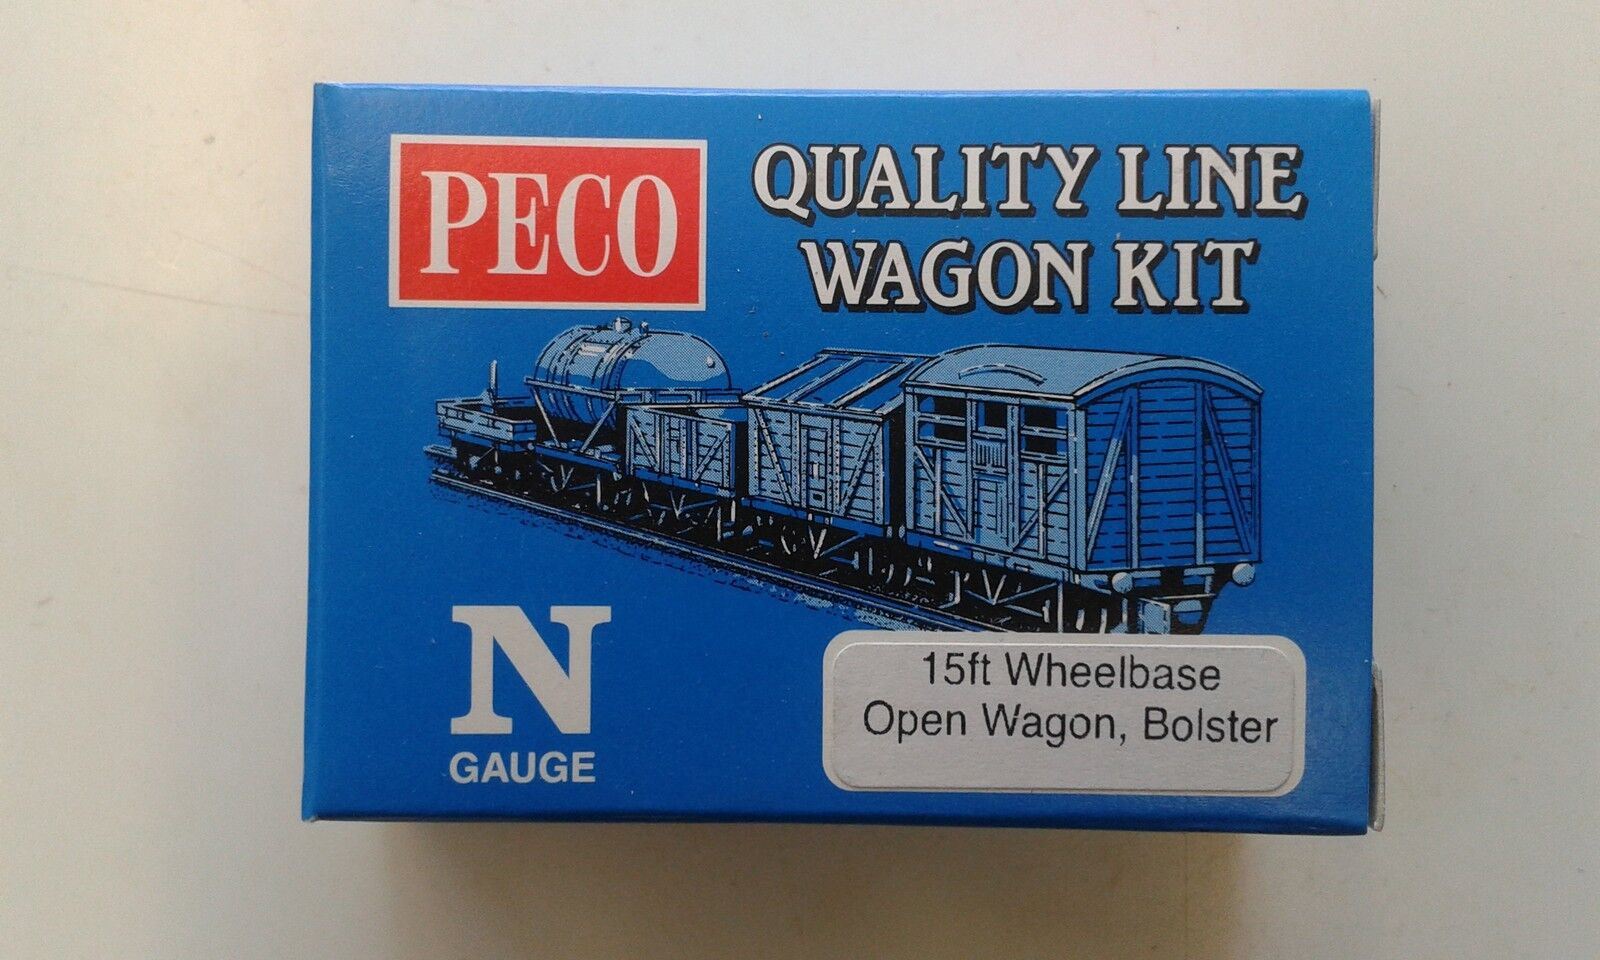 PECO
QUALITY LINE
WAGON KIT
N
GAUGE
15ft Wheelbase
Open Wagon, Bolster